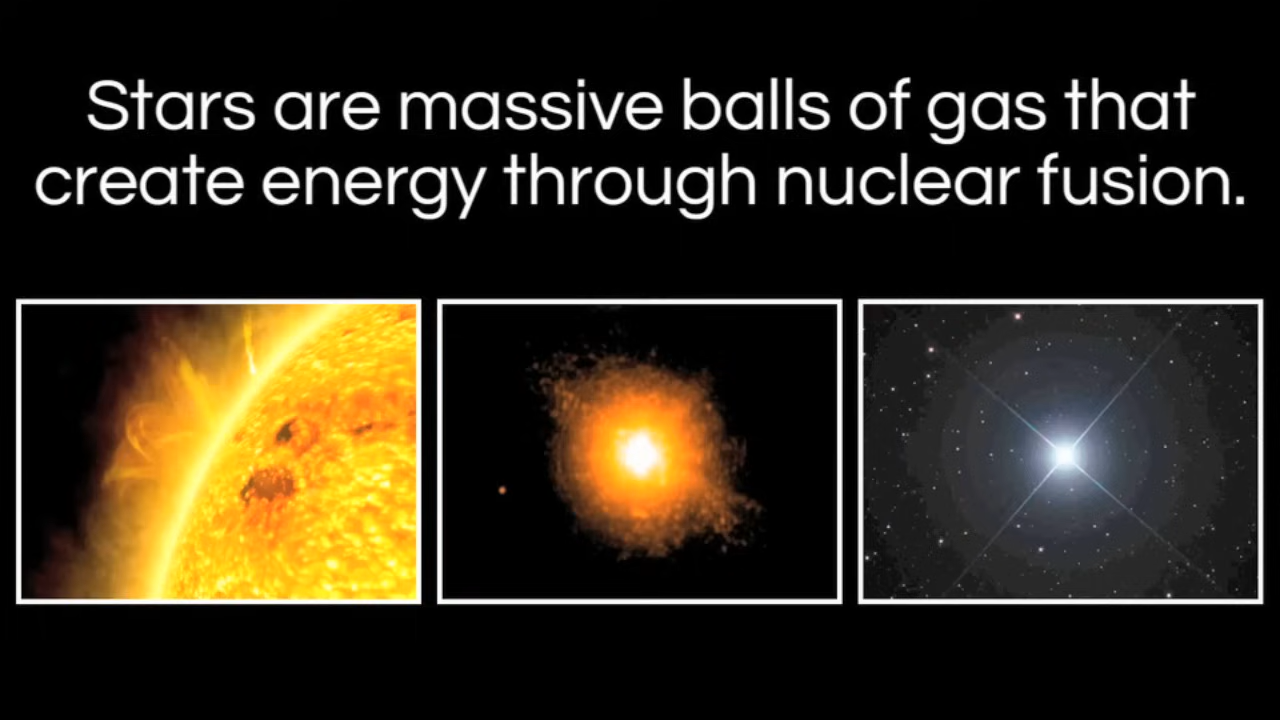 Stars are massive balls of gas that
create energy through nuclear fusion.